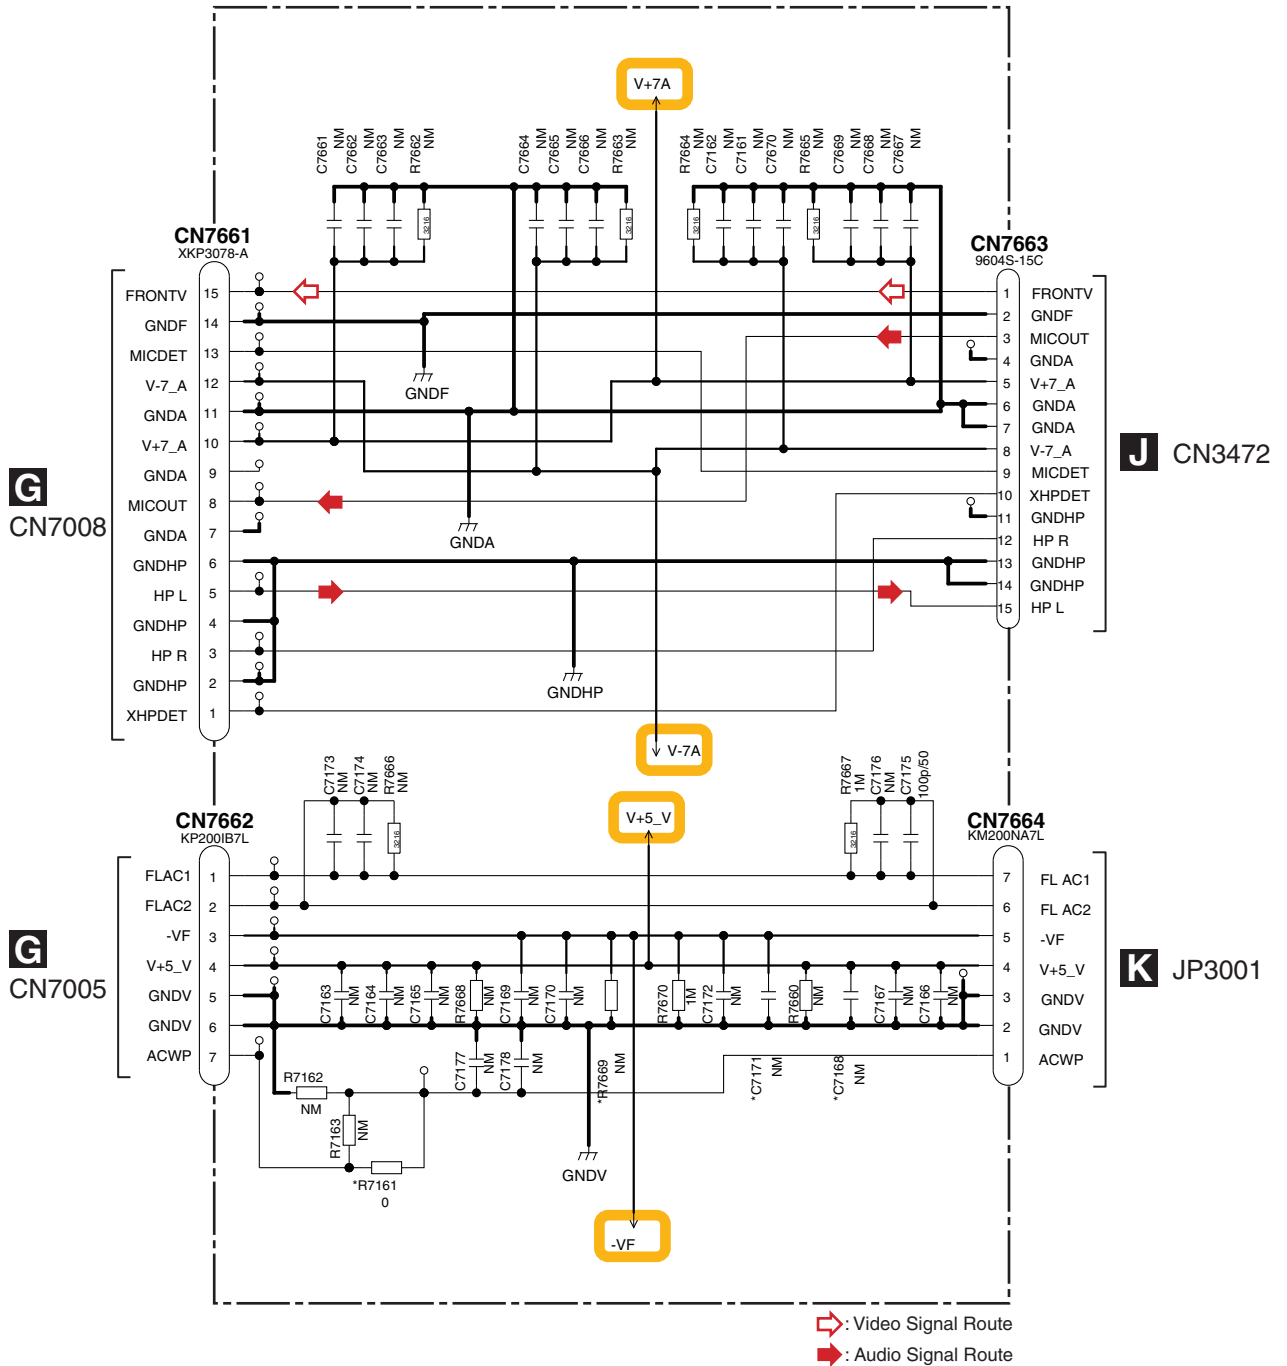 V+7A
C7661 NM
C7662 NM
C7663 NM
R7662 NM
C7664 NM
C7665 NM
C7666 NM
R7663 NM
R7664 NM
C7162 NM
C7161 NM
C7670 NM
R7665 NM
C7669 NM
C7668 NM
C7667 NM
3216
3216
3216
3216
CN7661
XKP3078-A
CN7663
9604S-15C
FRONTV 15
GNDF 14
MICDET 13
V-7_A 12
GNDA 11
V+7_A 10
GNDA 9
MICOUT 8
GNDA 7
GNDHP 6
HP L 5
GNDHP 4
HP R 3
GNDHP 2
XHPDET 1
1 FRONTV
2 GNDF
3 MICOUT
4 GNDA
5 V+7_A
6 GNDA
7 GNDA
8 V-7_A
9 MICDET
10 XHPDET
11 GNDHP
12 HP R
13 GNDHP
14 GNDHP
15 HP L
G
CN7008
J CN3472
GNDF
GNDA
GNDHP
V-7A
V+5_V
C7173 NM
C7174 NM
R7666 NM
R7667 1M
C7176 NM
C7175 100p/50
3216
3216
CN7662
KP200IB7L
CN7664
KM200NA7L
FLAC1 1
FLAC2 2
-VF 3
V+5_V 4
GNDV 5
GNDV 6
ACWP 7
7 FL AC1
6 FL AC2
5 -VF
4 V+5_V
3 GNDV
2 GNDV
1 ACWP
G
CN7005
K JP3001
C7163 NM
C7164 NM
C7165 NM
R7668 NM
C7169 NM
C7170 NM
R7670 1M
C7172 NM
R7660 NM
C7167 NM
C7166 NM
C7177 NM
C7178 NM
*R7669 NM
*C7171 NM
*C7168 NM
R7162
NM
R7163 NM
*R7161
0
GNDV
-VF
: Video Signal Route
: Audio Signal Route